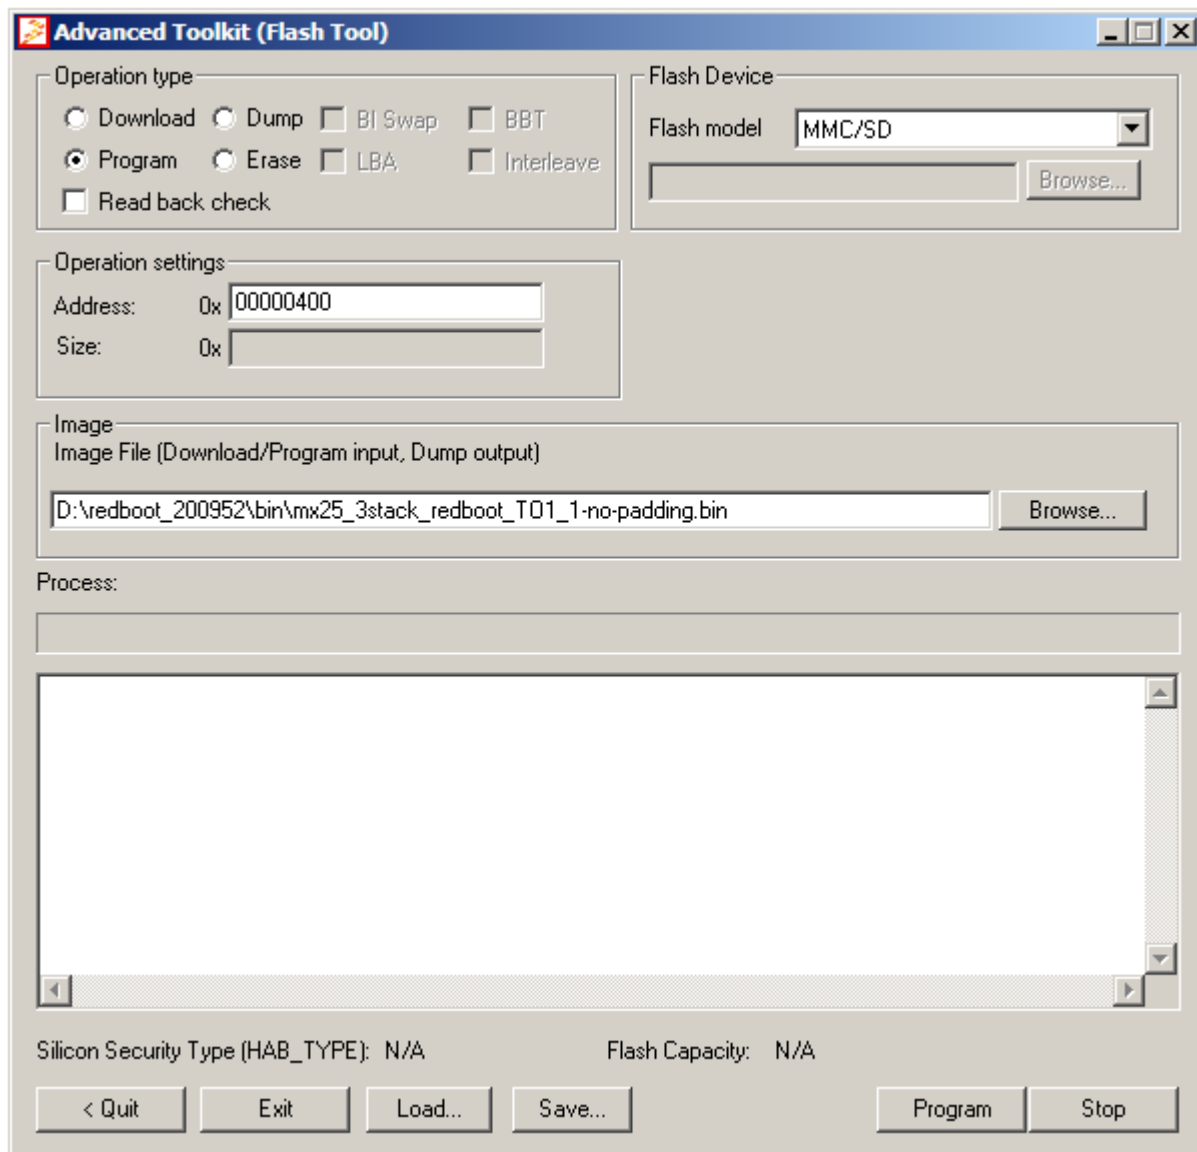 Advanced Toolkit (Flash Tool)
Operation type
Download Dump BI Swap BBT
Program Erase LBA Interleave
Read back check
Flash Device
Flash model MMC/SD
Browse...
Operation settings
Address: 0x 00000400
Size: 0x
Image
Image File (Download/Program input, Dump output)
D:\redboot_200952\bin\mx25_3stack_redboot_TO1_1-no-padding.bin Browse...
Process:
Silicon Security Type (HAB_TYPE): N/A Flash Capacity: N/A
< Quit Exit Load... Save... Program Stop